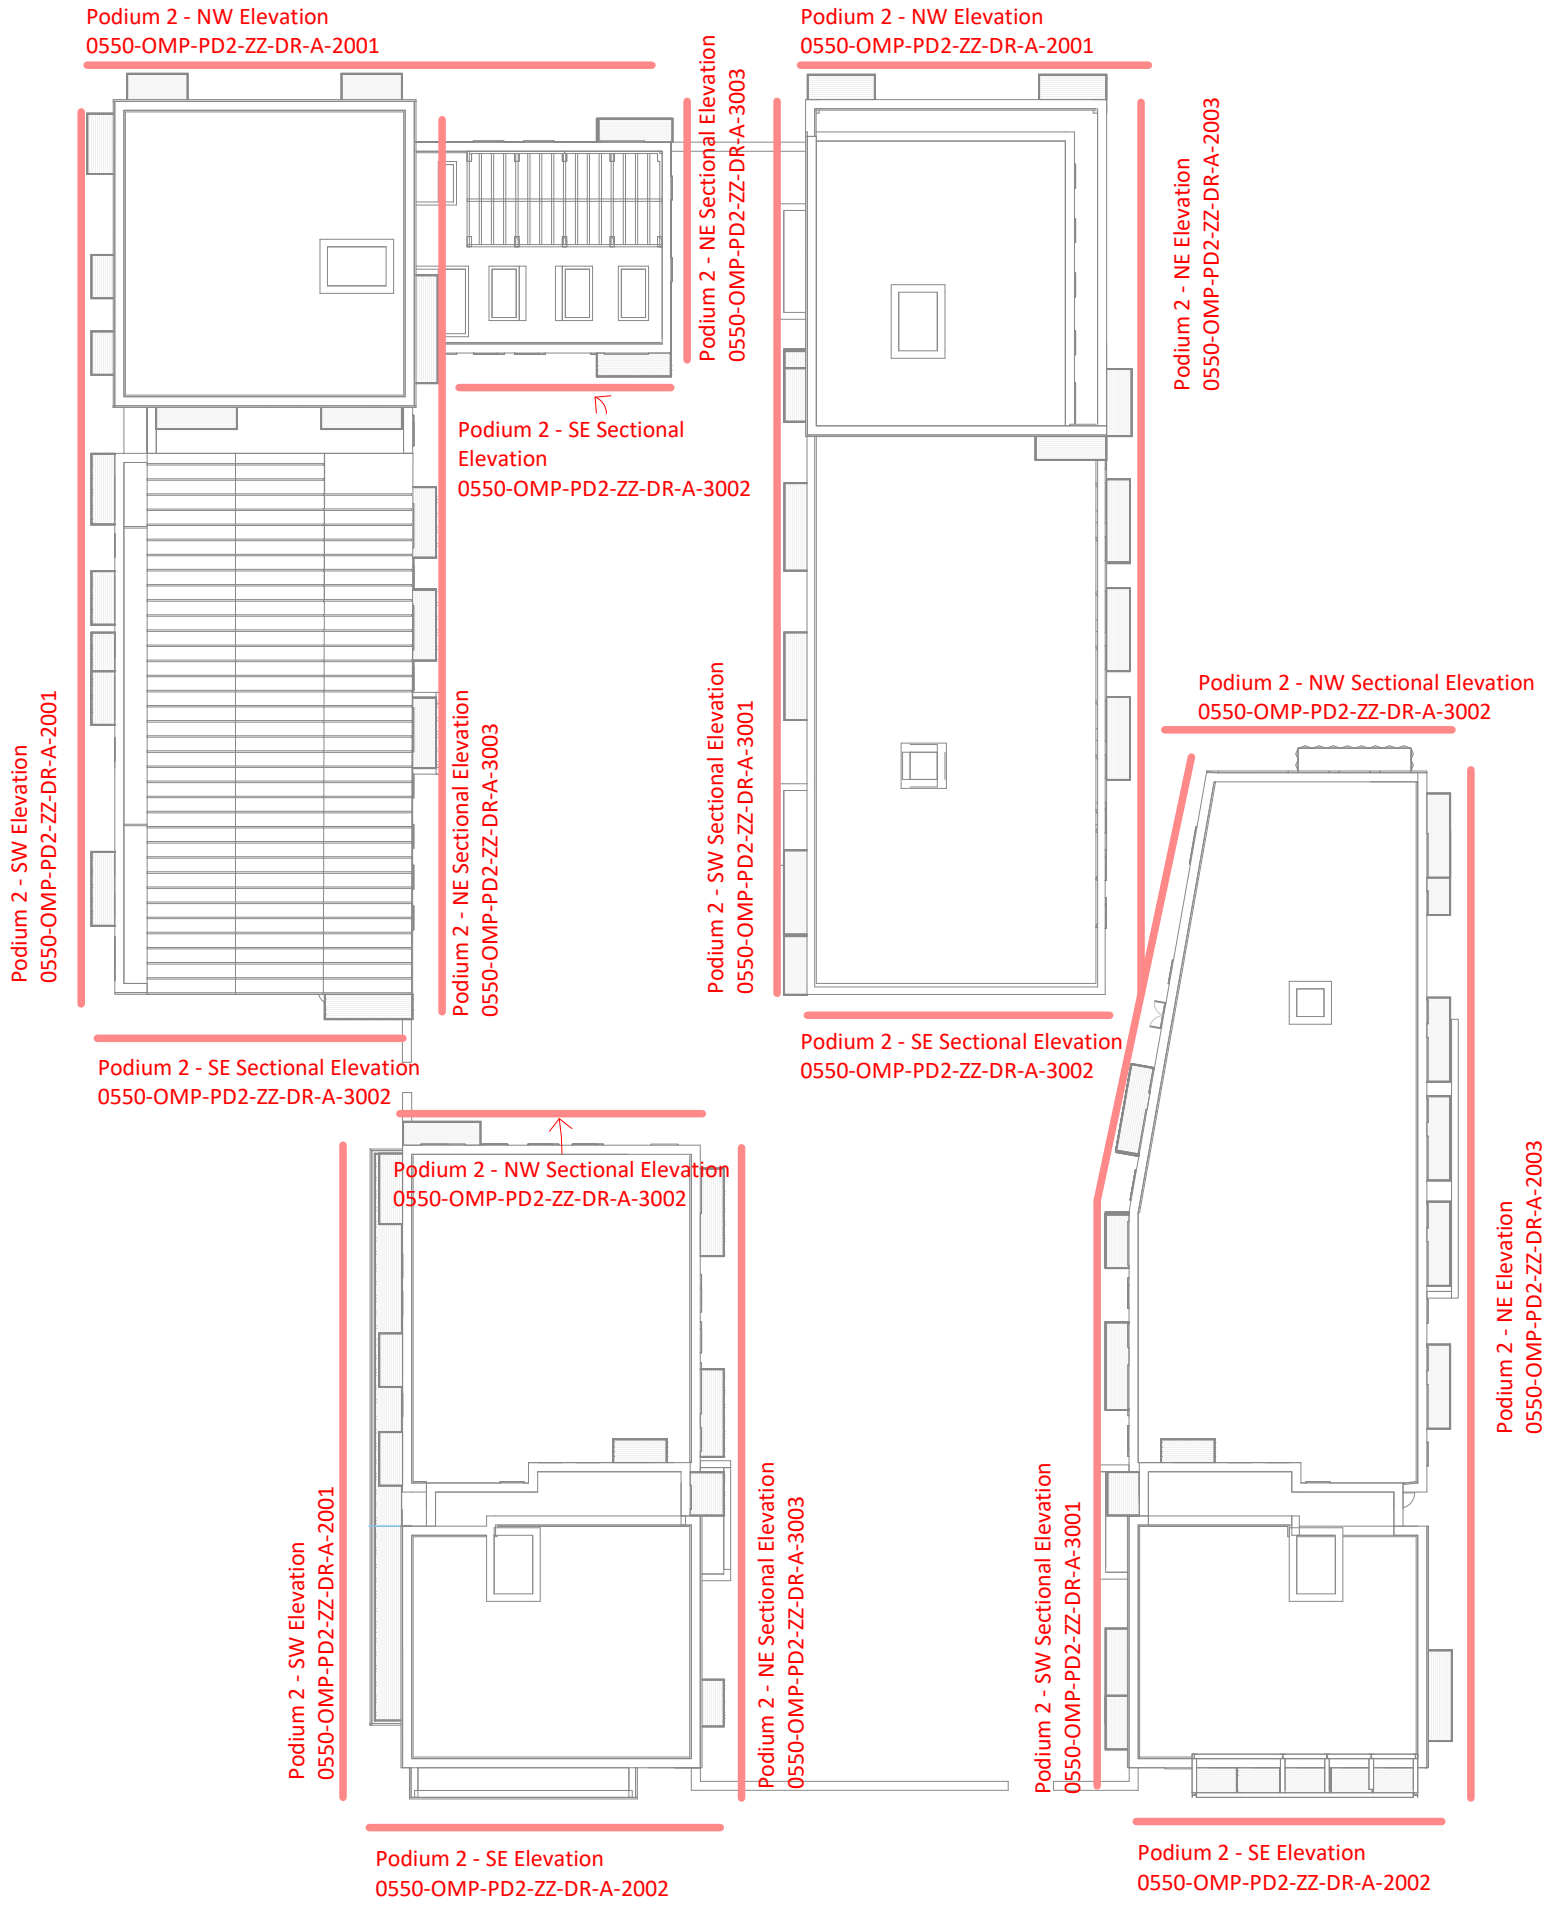 Podium 2 - NW Elevation
0550-OMP-PD2-ZZ-DR-A-2001
Podium 2 - NW Elevation
0550-OMP-PD2-ZZ-DR-A-2001
Podium 2 - NE Sectional Elevation
0550-OMP-PD2-ZZ-DR-A-3003
Podium 2 - NE Elevation
0550-OMP-PD2-ZZ-DR-A-2003
Podium 2 - SE Sectional
Elevation
0550-OMP-PD2-ZZ-DR-A-3002
Podium 2 - SW Elevation
0550-OMP-PD2-ZZ-DR-A-2001
Podium 2 - NE Sectional Elevation
0550-OMP-PD2-ZZ-DR-A-3003
Podium 2 - SW Sectional Elevation
0550-OMP-PD2-ZZ-DR-A-3001
Podium 2 - NW Sectional Elevation
0550-OMP-PD2-ZZ-DR-A-3002
Podium 2 - SE Sectional Elevation
0550-OMP-PD2-ZZ-DR-A-3002
Podium 2 - SE Sectional Elevation
0550-OMP-PD2-ZZ-DR-A-3002
Podium 2 - NW Sectional Elevation
0550-OMP-PD2-ZZ-DR-A-3002
Podium 2 - NE Elevation
0550-OMP-PD2-ZZ-DR-A-2003
Podium 2 - SW Elevation
0550-OMP-PD2-ZZ-DR-A-2001
Podium 2 - NE Sectional Elevation
0550-OMP-PD2-ZZ-DR-A-3003
Podium 2 - SW Sectional Elevation
0550-OMP-PD2-ZZ-DR-A-3001
Podium 2 - SE Elevation
0550-OMP-PD2-ZZ-DR-A-2002
Podium 2 - SE Elevation
0550-OMP-PD2-ZZ-DR-A-2002